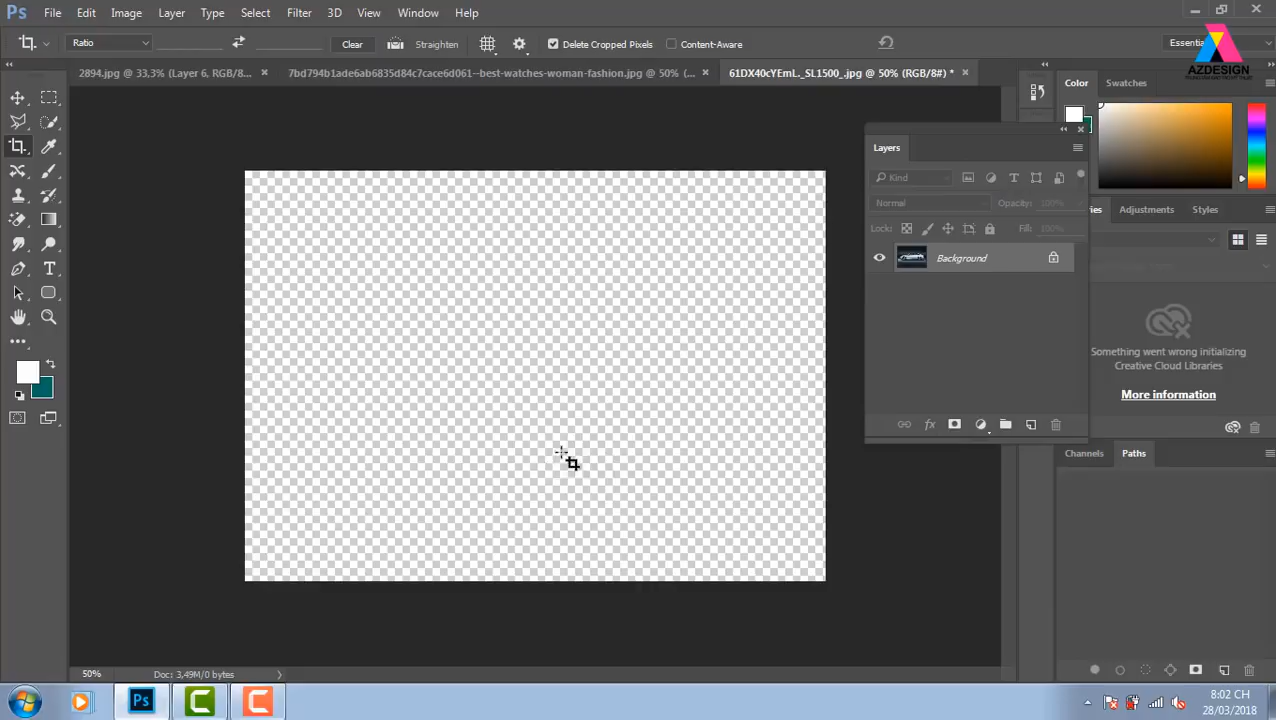 Ps File Edit Image Layer Type Select Filter 3D View Window Help
Ratio Clear Straighten Delete Cropped Pixels Content-Aware
AZDESIGN
2894.jpg @ 33,3% (Layer 6, RGB/8... × 7bd794b1ade6ab6835d84c7cace6d061--best-watches-woman-fashion.jpg @ 50% (... × 61DX40cYEmL._SL1500_.jpg @ 50% (RGB/8#) * ×
Color Swatches
Layers
Kind
Normal Opacity: 100%
Lock: Fill: 100%
Background
Adjustments Styles
Something went wrong initializing
Creative Cloud Libraries
More information
Channels Paths
50% Doc: 3,49M/0 bytes
Ps
8:02 CH
28/03/2018